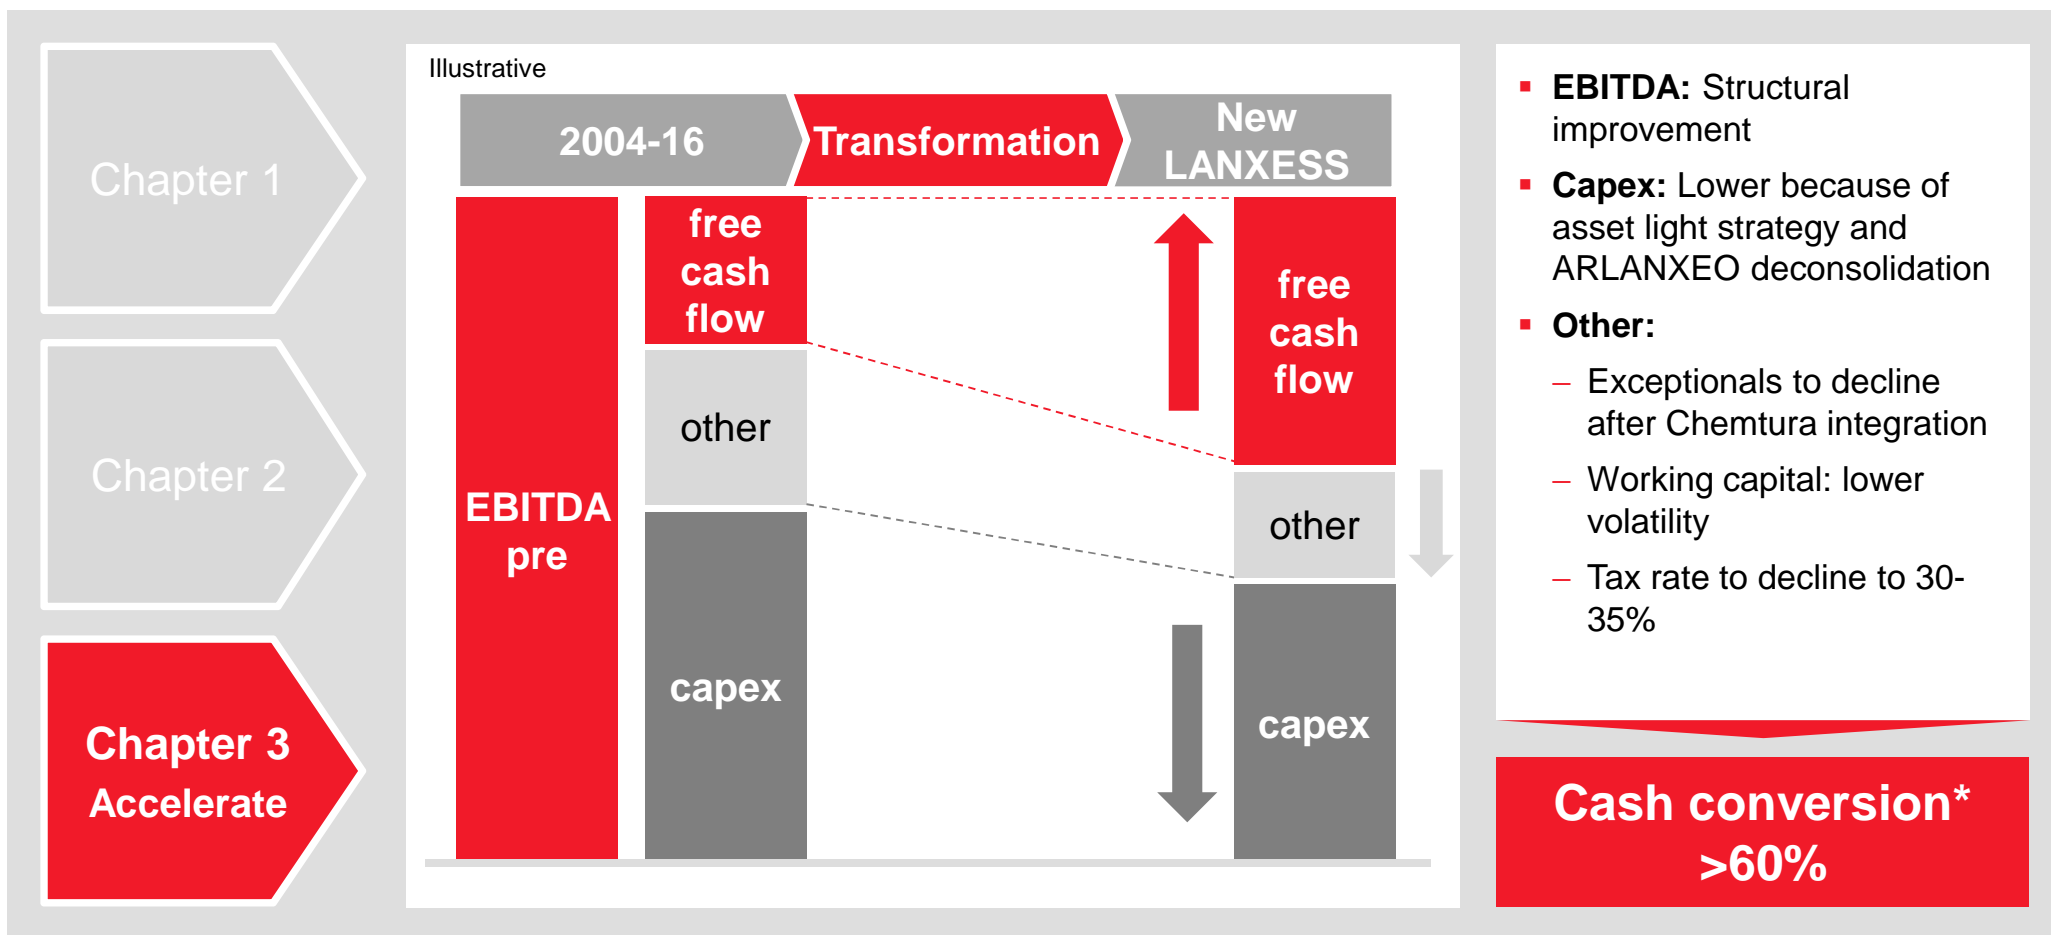 Chapter 1
Chapter 2
Chapter 3
Accelerate
Illustrative
2004-16
Transformation
New
LANXESS
EBITDA
pre
free
cash
flow
other
capex
free
cash
flow
other
capex
▪ EBITDA: Structural
improvement
▪ Capex: Lower because of
asset light strategy and
ARLANXEO deconsolidation
▪ Other:
– Exceptionals to decline
after Chemtura integration
– Working capital: lower
volatility
– Tax rate to decline to 30-
35%
Cash conversion*
>60%